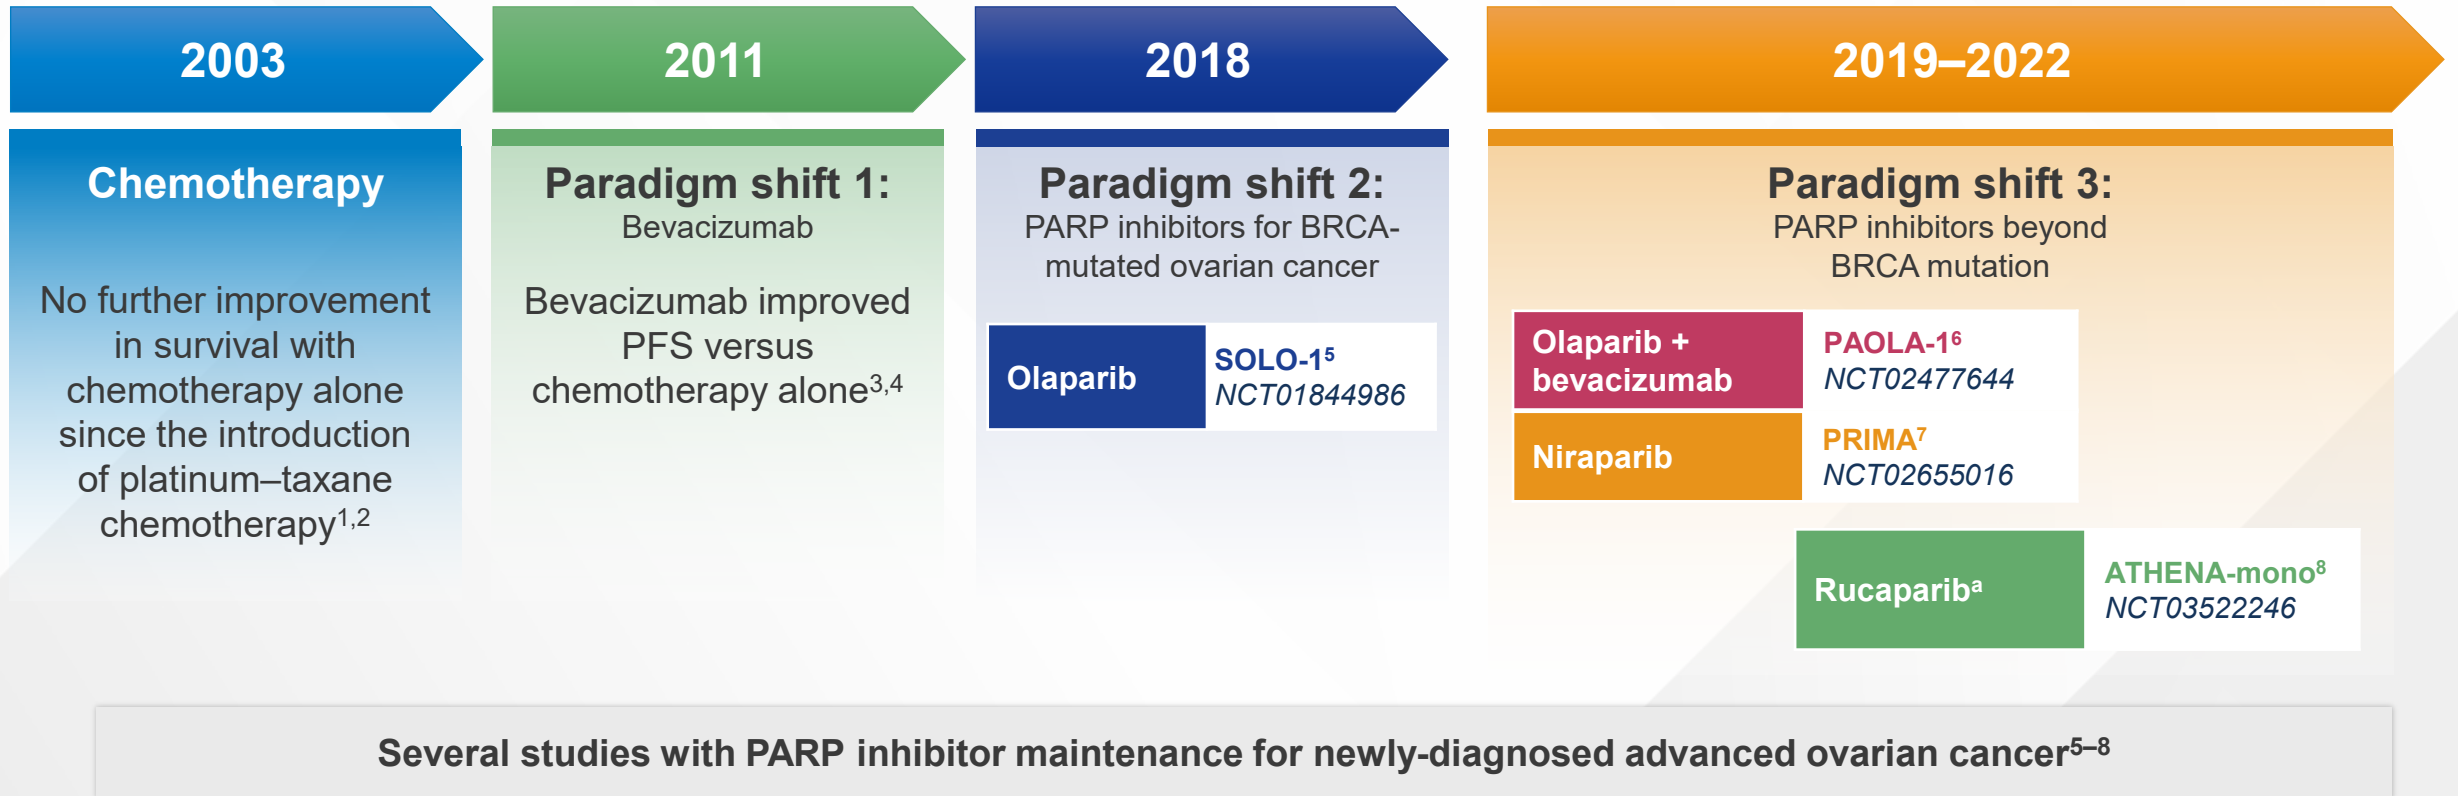 2003
Chemotherapy
No further improvement
in survival with
chemotherapy alone
since the introduction
of platinum–taxane
chemotherapy1,2
2011
Paradigm shift 1:
Bevacizumab
Bevacizumab improved
PFS versus
chemotherapy alone3,4
2018
Paradigm shift 2:
PARP inhibitors for BRCA-
mutated ovarian cancer
Olaparib
SOLO-15
NCT01844986
2019–2022
Paradigm shift 3:
PARP inhibitors beyond
BRCA mutation
Olaparib +
bevacizumab
PAOLA-16
NCT02477644
Niraparib
PRIMA7
NCT02655016
Rucapariba
ATHENA-mono8
NCT03522246
Several studies with PARP inhibitor maintenance for newly-diagnosed advanced ovarian cancer5–8